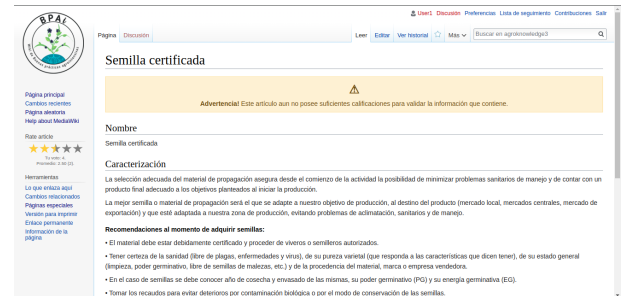 User1 Discusión Preferencias Lista de seguimiento Contribuciones Salir
BPAi
Página Discusión Leer Editar Ver historial Más Buscar en agroknowledge3
Semilla certificada
Advertencia! Este artículo aun no posee suficientes calificaciones para validar la información que contiene.
Página principal
Cambios recientes
Página aleatoria
Help about MediaWiki
Rate article
Tu voto: 4.
Promedio: 2.50 (2)
Herramientas
Lo que enlaza aquí
Cambios relacionados
Páginas especiales
Versión para imprimir
Enlace permanente
Información de la
página
Nombre
Semilla certificada
Caracterización
La selección adecuada del material de propagación asegura desde el comienzo de la actividad la posibilidad de minimizar problemas sanitarios de manejo y de contar con un
producto final adecuado a los objetivos planteados al iniciar la producción.
La mejor semilla o material de propagación será el que se adapte a nuestro objetivo de producción, al destino del producto (mercado local, mercados centrales, mercado de
exportación) y que esté adaptada a nuestra zona de producción, evitando problemas de aclimatación, sanitarios y de manejo.
Recomendaciones al momento de adquirir semillas:
• El material debe estar debidamente certificado y proceder de viveros o semilleros autorizados.
• Tener certeza de la sanidad (libre de plagas, enfermedades y virus), de su pureza varietal (que responda a las características que dicen tener), de su estado general
(limpieza, poder germinativo, libre de semillas de malezas, etc.) y de la procedencia del material, marca o empresa vendedora.
• En el caso de semillas se debe conocer año de cosecha y envasado de las mismas, su poder germinativo (PG) y su energía germinativa (EG).
• Tomar los recaudos para evitar deterioros por contaminación biológica o por el modo de conservación de las semillas.